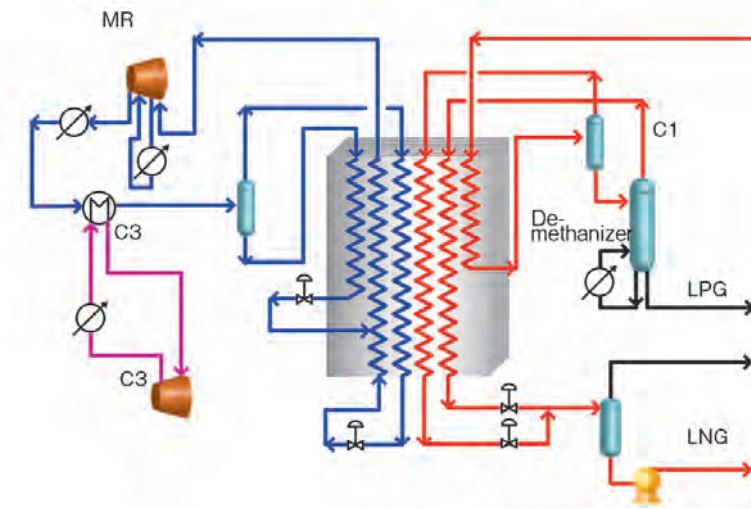 MR
C1
De-
methanizer
C3
LPG
C3
LNG